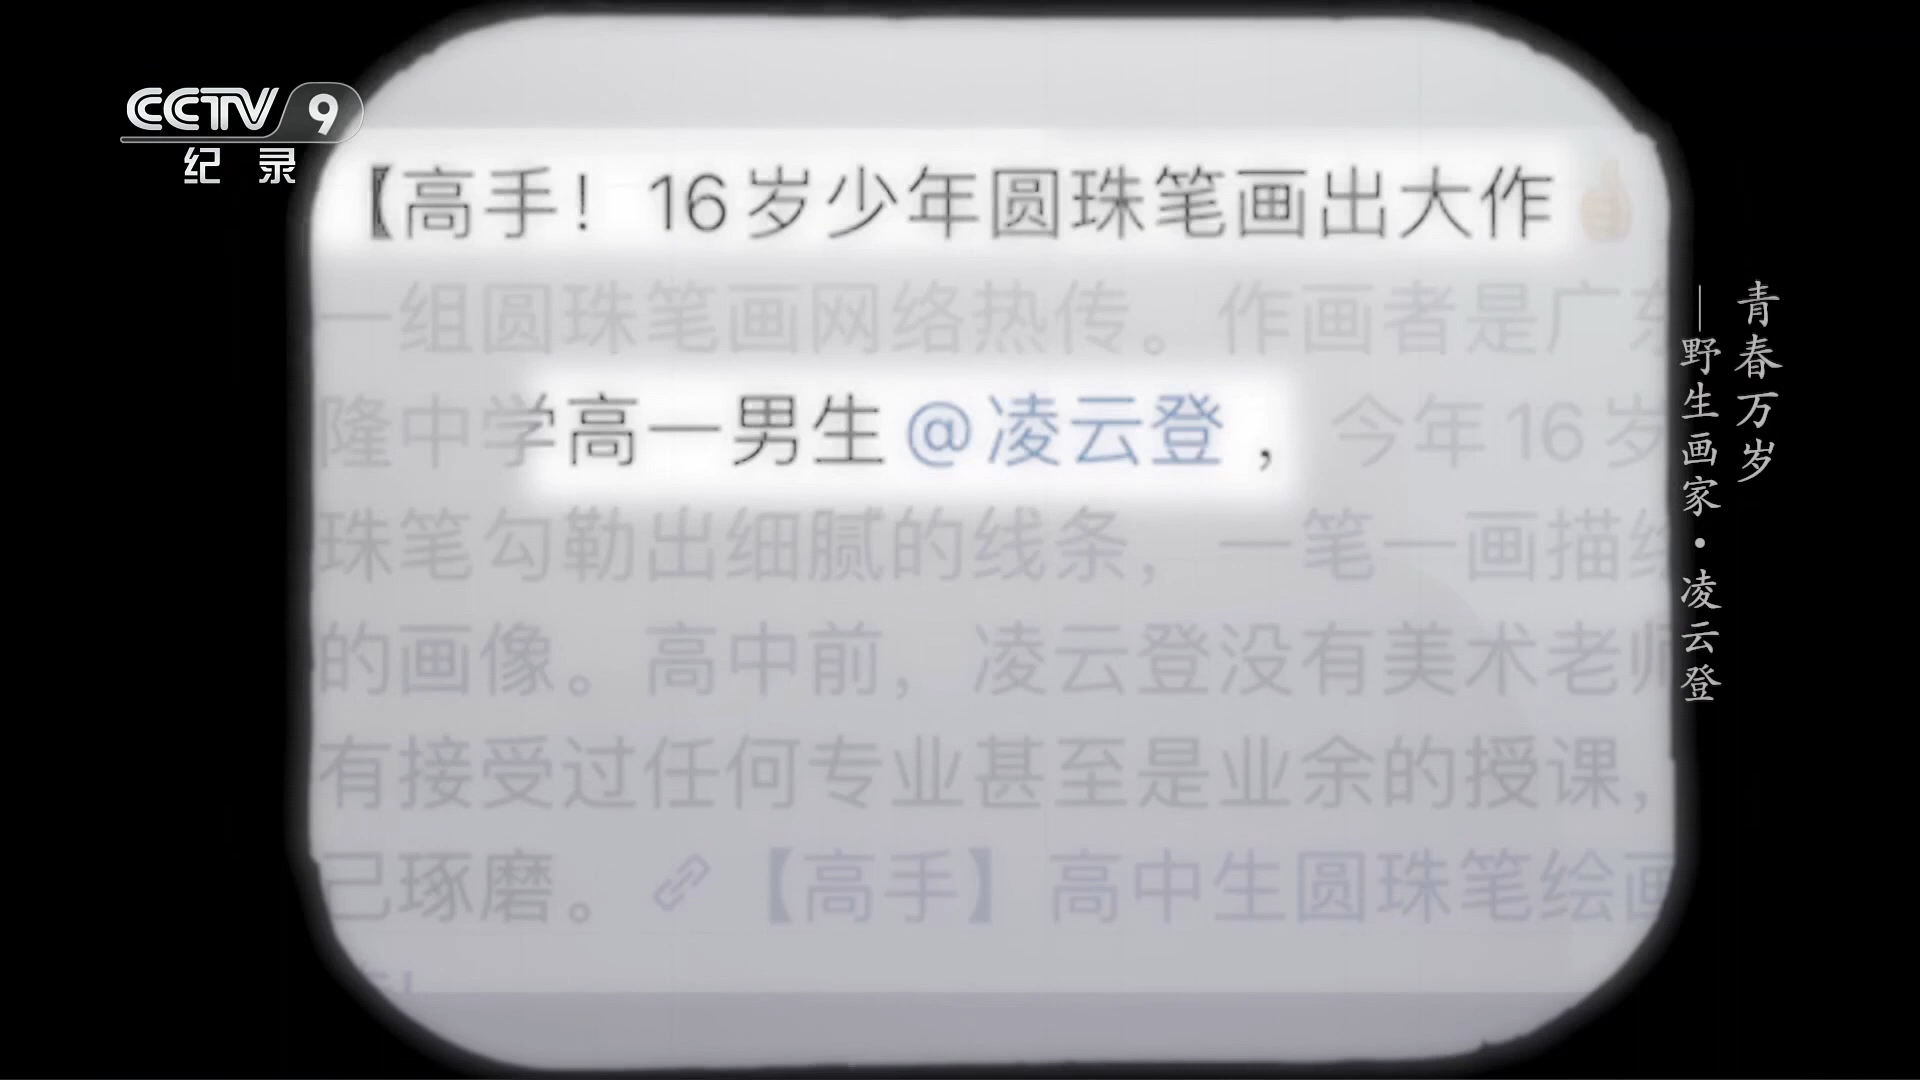 CCTV 9
纪录
【高手！16岁少年圆珠笔画出大作
一组圆珠笔画网络热传。作画者是广东
隆中学高一男生@凌云登，今年16岁
珠笔勾勒出细腻的线条，一笔一画描绘
的画像。高中前，凌云登没有美术老师
有接受过任何专业甚至是业余的授课，
己琢磨。【高手】高中生圆珠笔绘画
青春万岁
—野生画家·凌云登